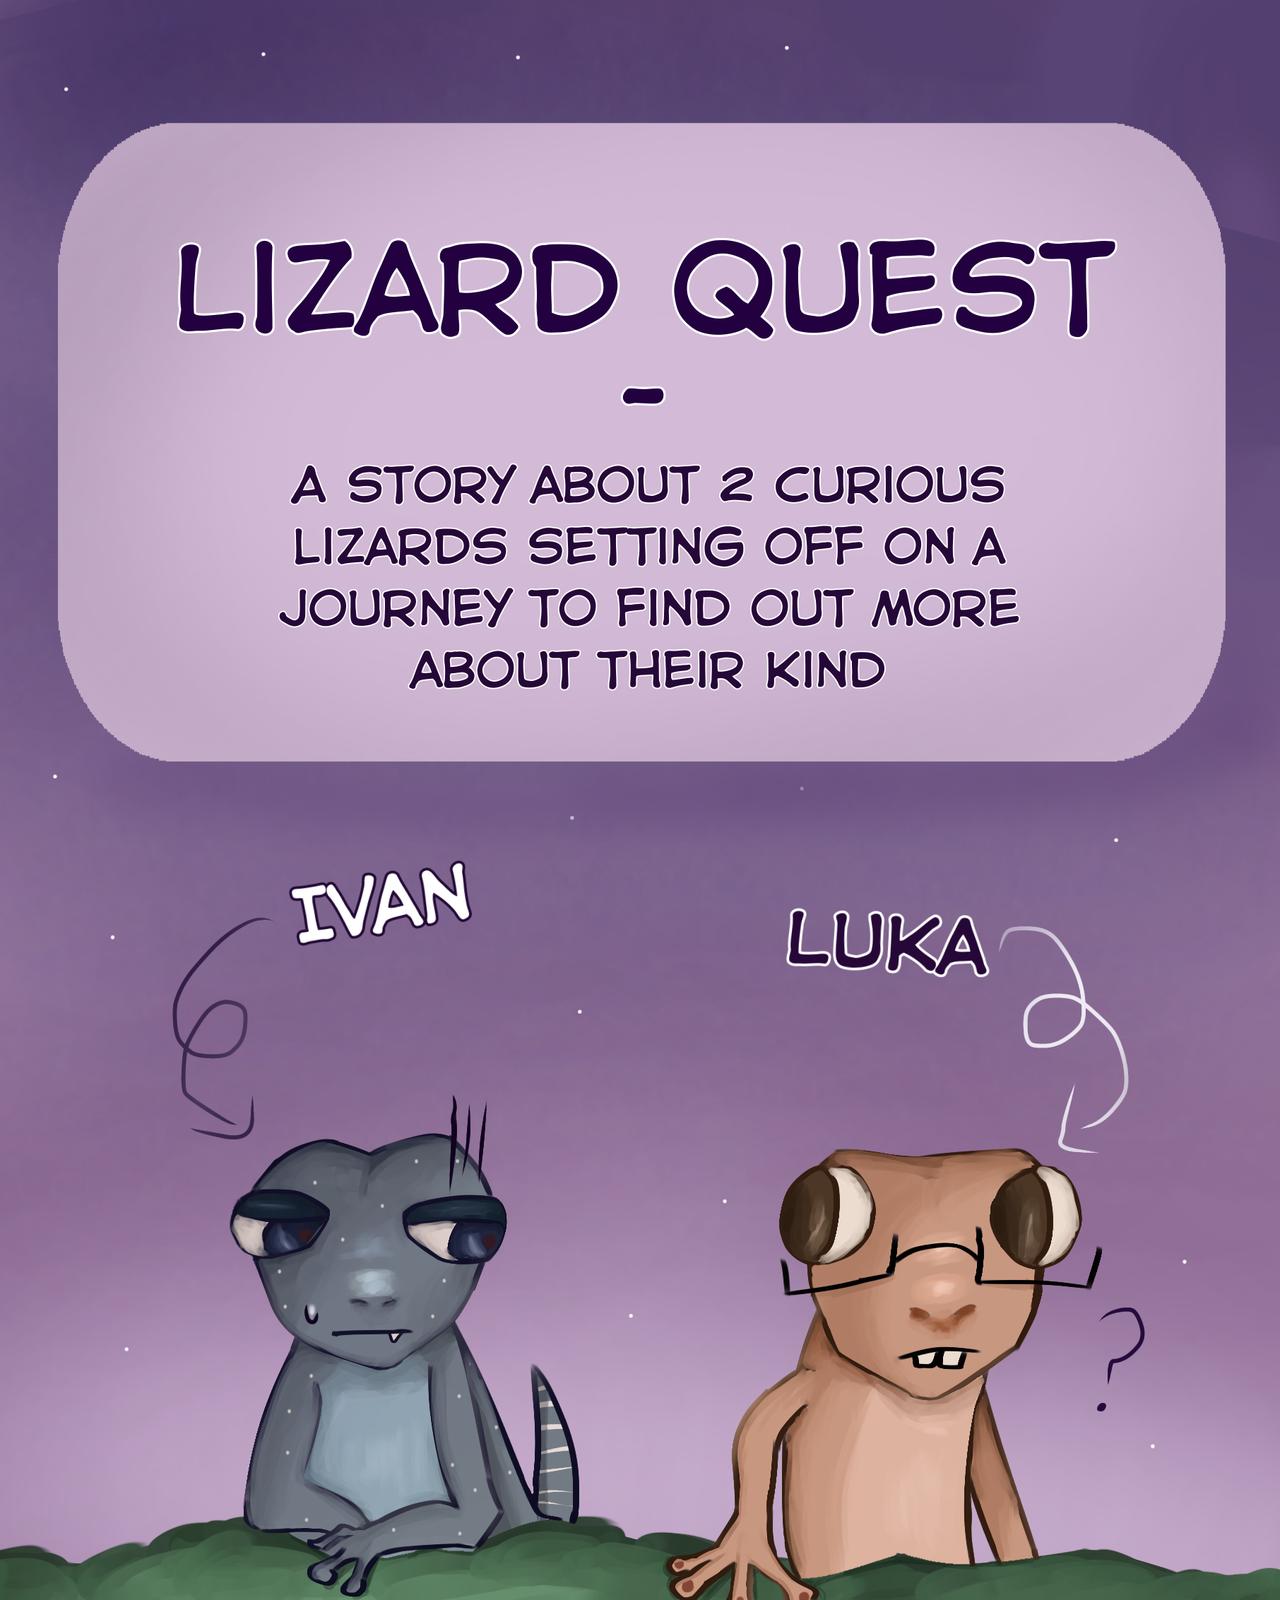 LIZARD QUEST
-
A STORY ABOUT 2 CURIOUS
LIZARDS SETTING OFF ON A
JOURNEY TO FIND OUT MORE
ABOUT THEIR KIND
IVAN
LUKA
?